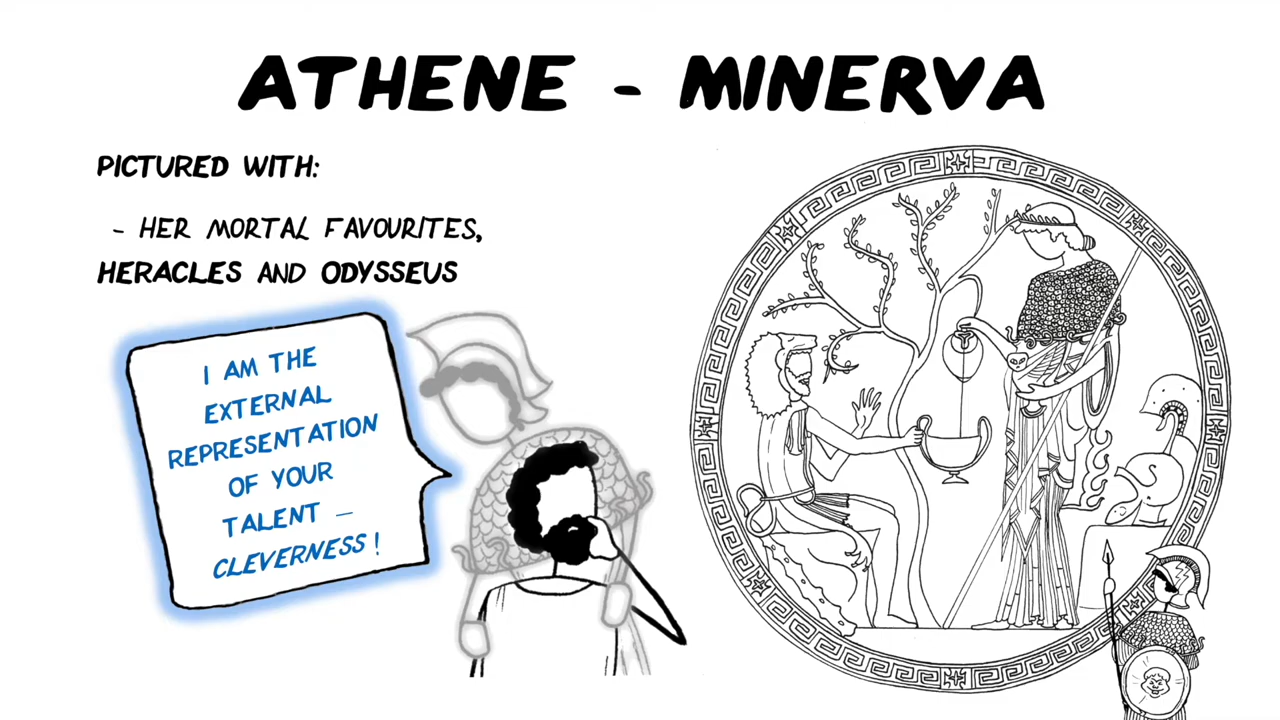 ATHENE - MINERVA
PICTURED WITH:
- HER MORTAL FAVOURITES,
HERACLES AND ODYSSEUS
I AM THE
EXTERNAL
REPRESENTATION
OF YOUR
TALENT —
CLEVERNESS!